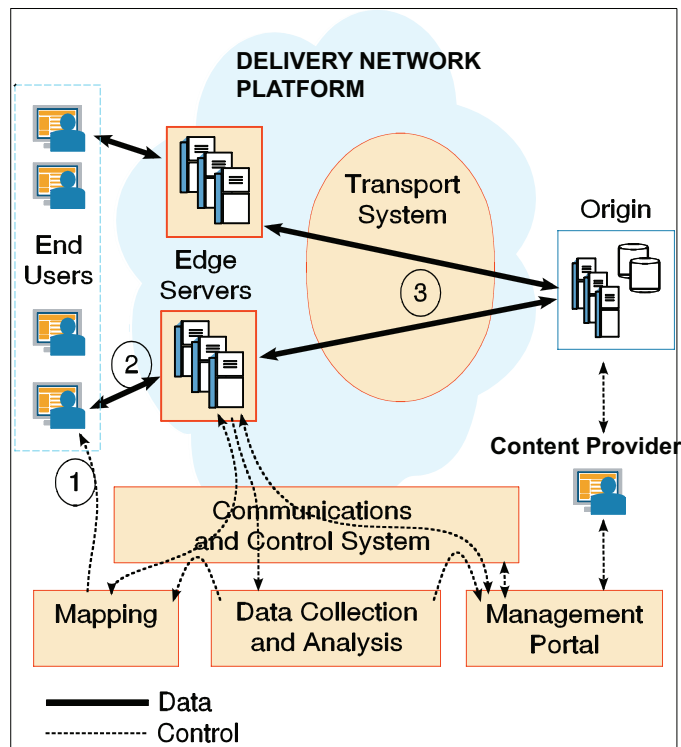 DELIVERY NETWORK
PLATFORM
Transport
System
Origin
End
Users
Edge
Servers
3
2
1
Content Provider
Communications
and Control System
Mapping
Data Collection
and Analysis
Management
Portal
Data
Control